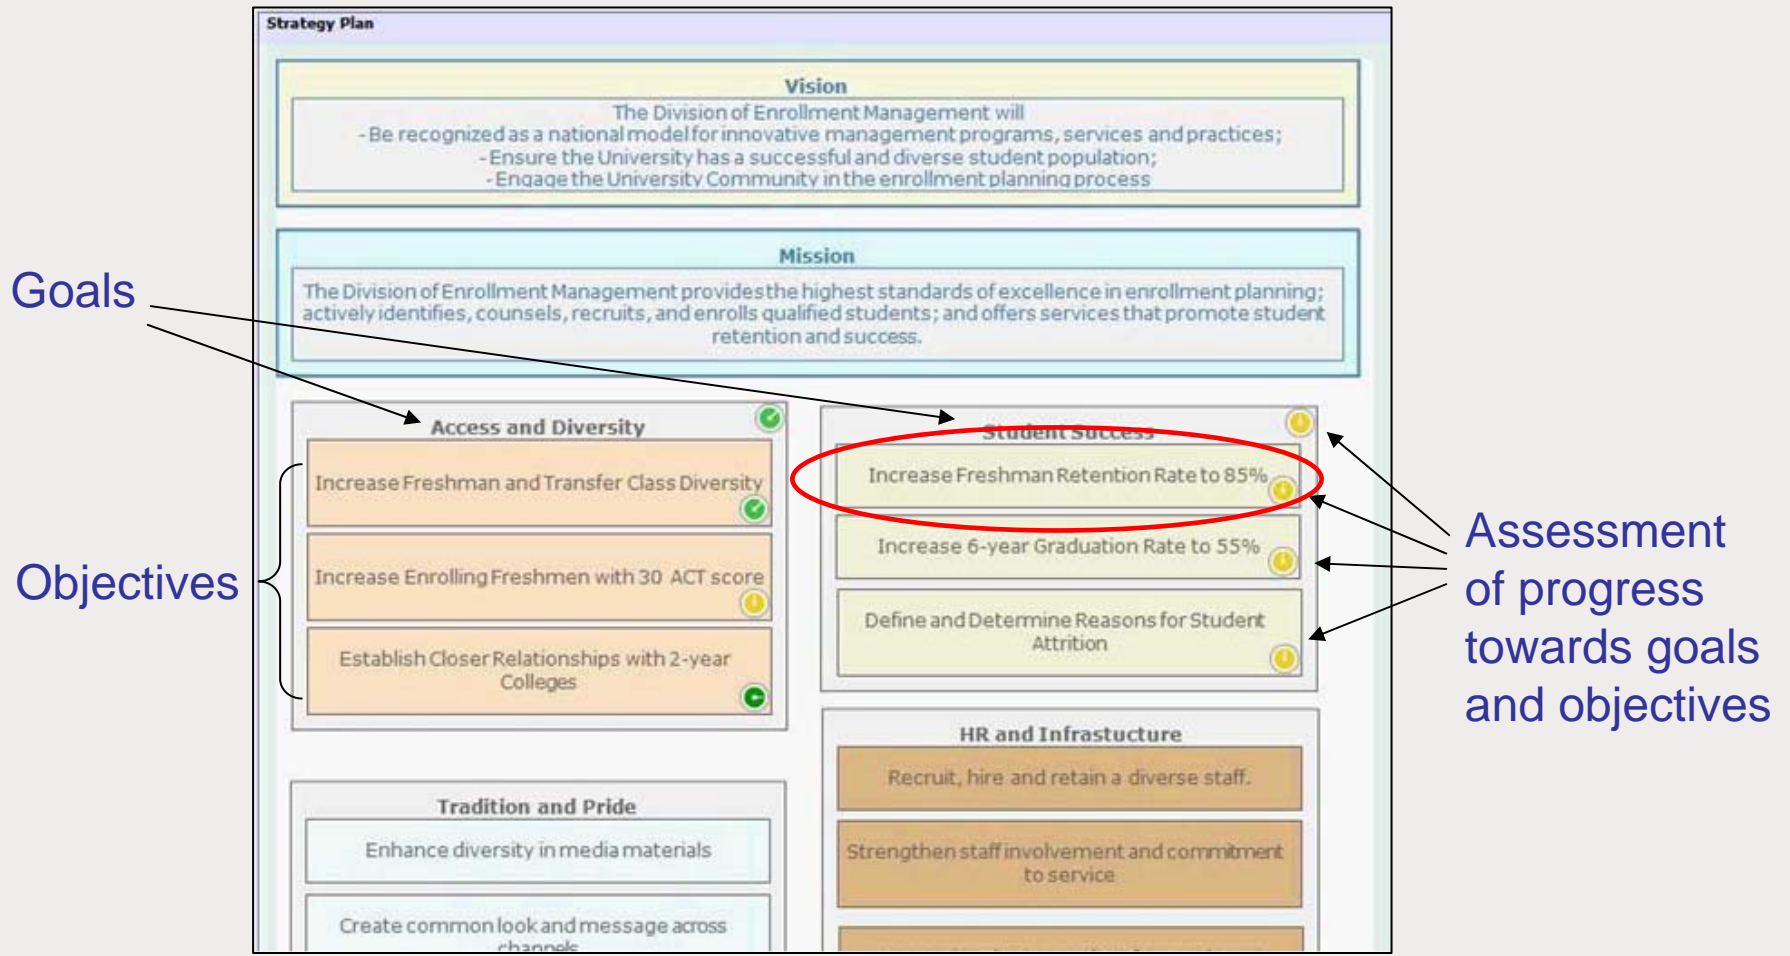 Strategy Plan
Vision
The Division of Enrollment Management will
- Be recognized as a national model for innovative management programs, services and practices;
- Ensure the University has a successful and diverse student population;
- Engage the University Community in the enrollment planning process
Mission
The Division of Enrollment Management provides the highest standards of excellence in enrollment planning;
actively identifies, counsels, recruits, and enrolls qualified students; and offers services that promote student
retention and success.
Goals
Objectives
Access and Diversity
Increase Freshman and Transfer Class Diversity
Increase Enrolling Freshmen with 30 ACT score
Establish Closer Relationships with 2-year
Colleges
Student Success
Increase Freshman Retention Rate to 85%
Increase 6-year Graduation Rate to 55%
Define and Determine Reasons for Student
Attrition
Assessment
of progress
towards goals
and objectives
Tradition and Pride
Enhance diversity in media materials
Create common look and message across
channels
HR and Infrastucture
Recruit, hire and retain a diverse staff.
Strengthen staff involvement and commitment
to service